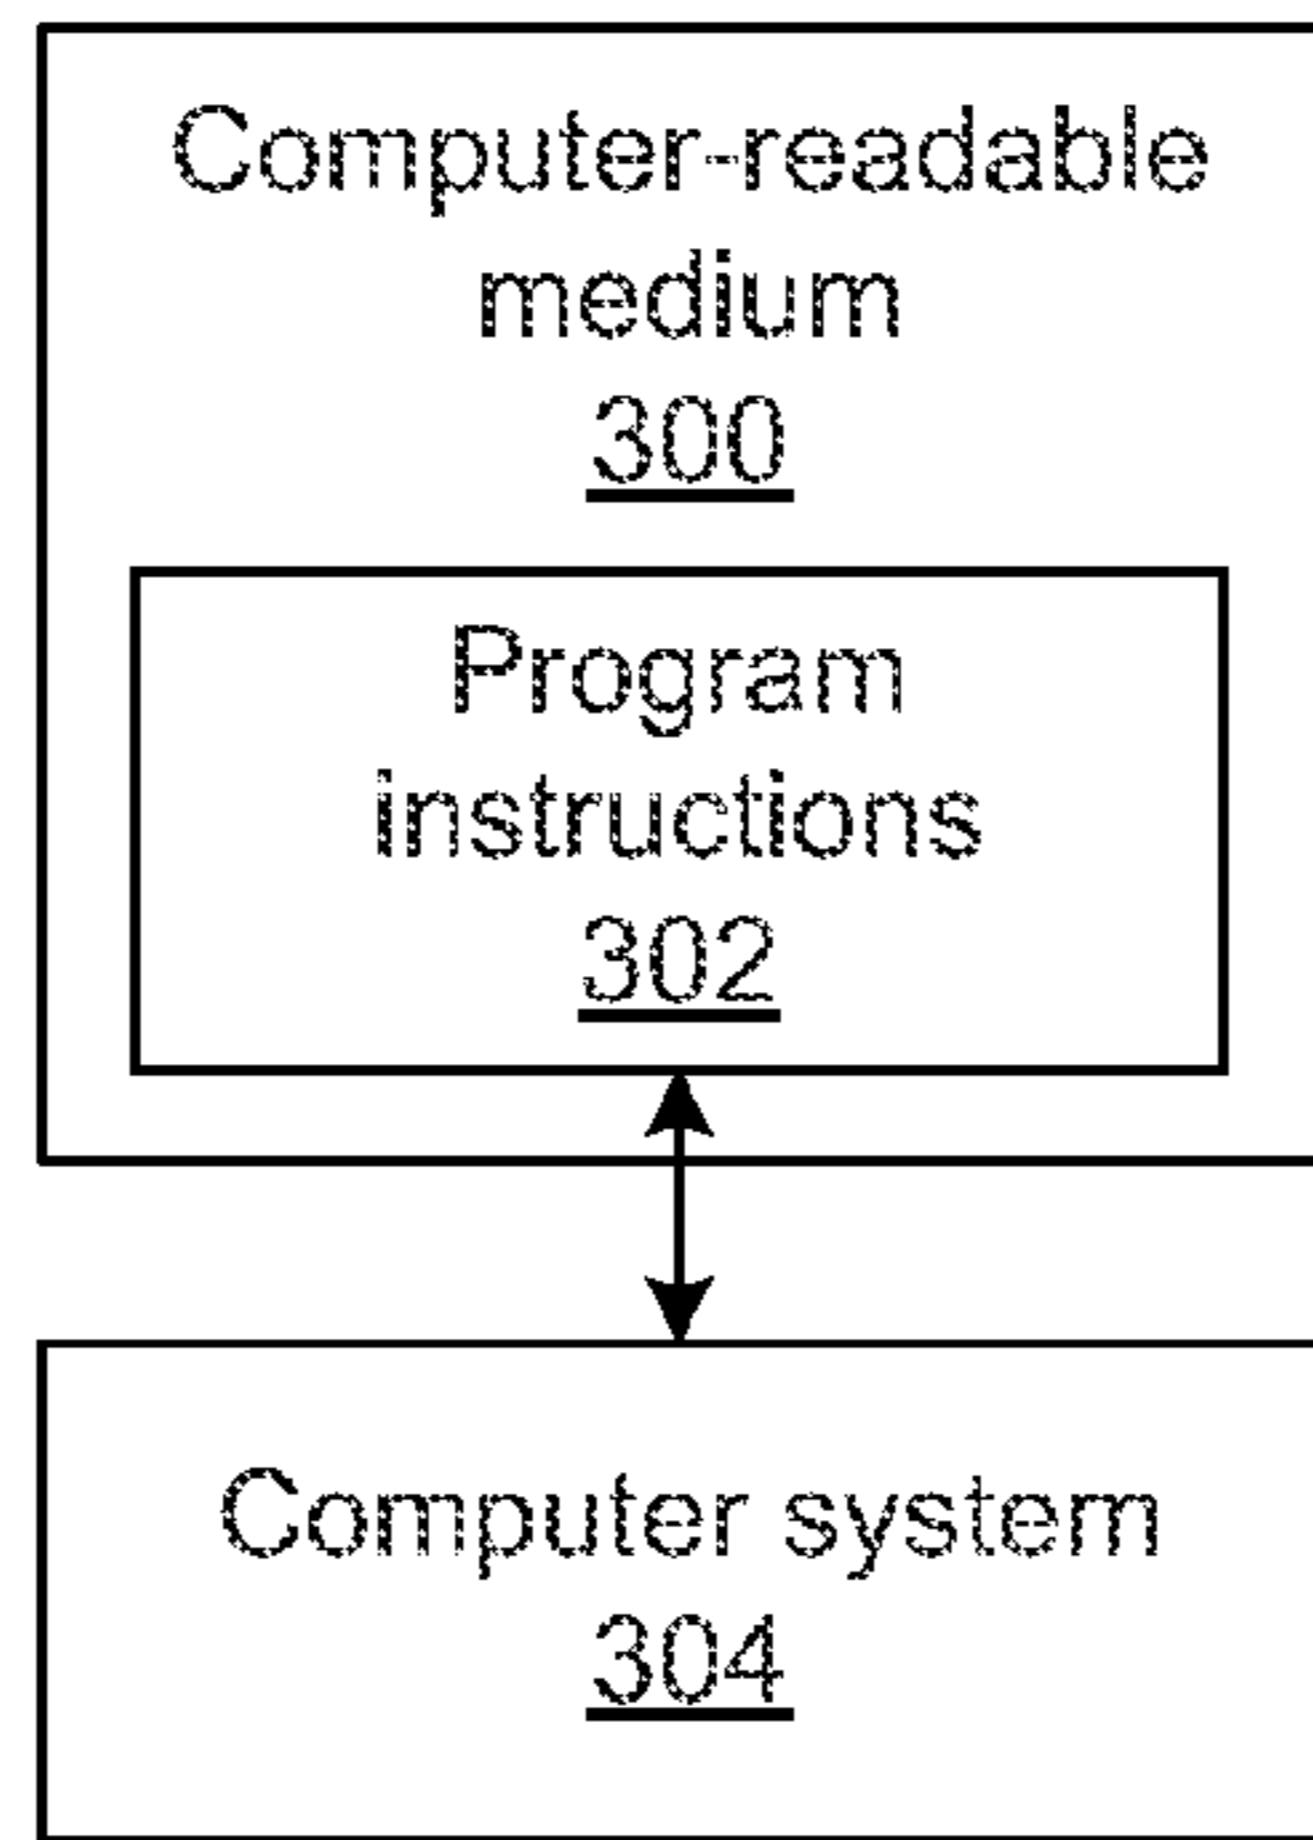 Computer-readable
medium
300
Program
instructions
302
Computer system
304